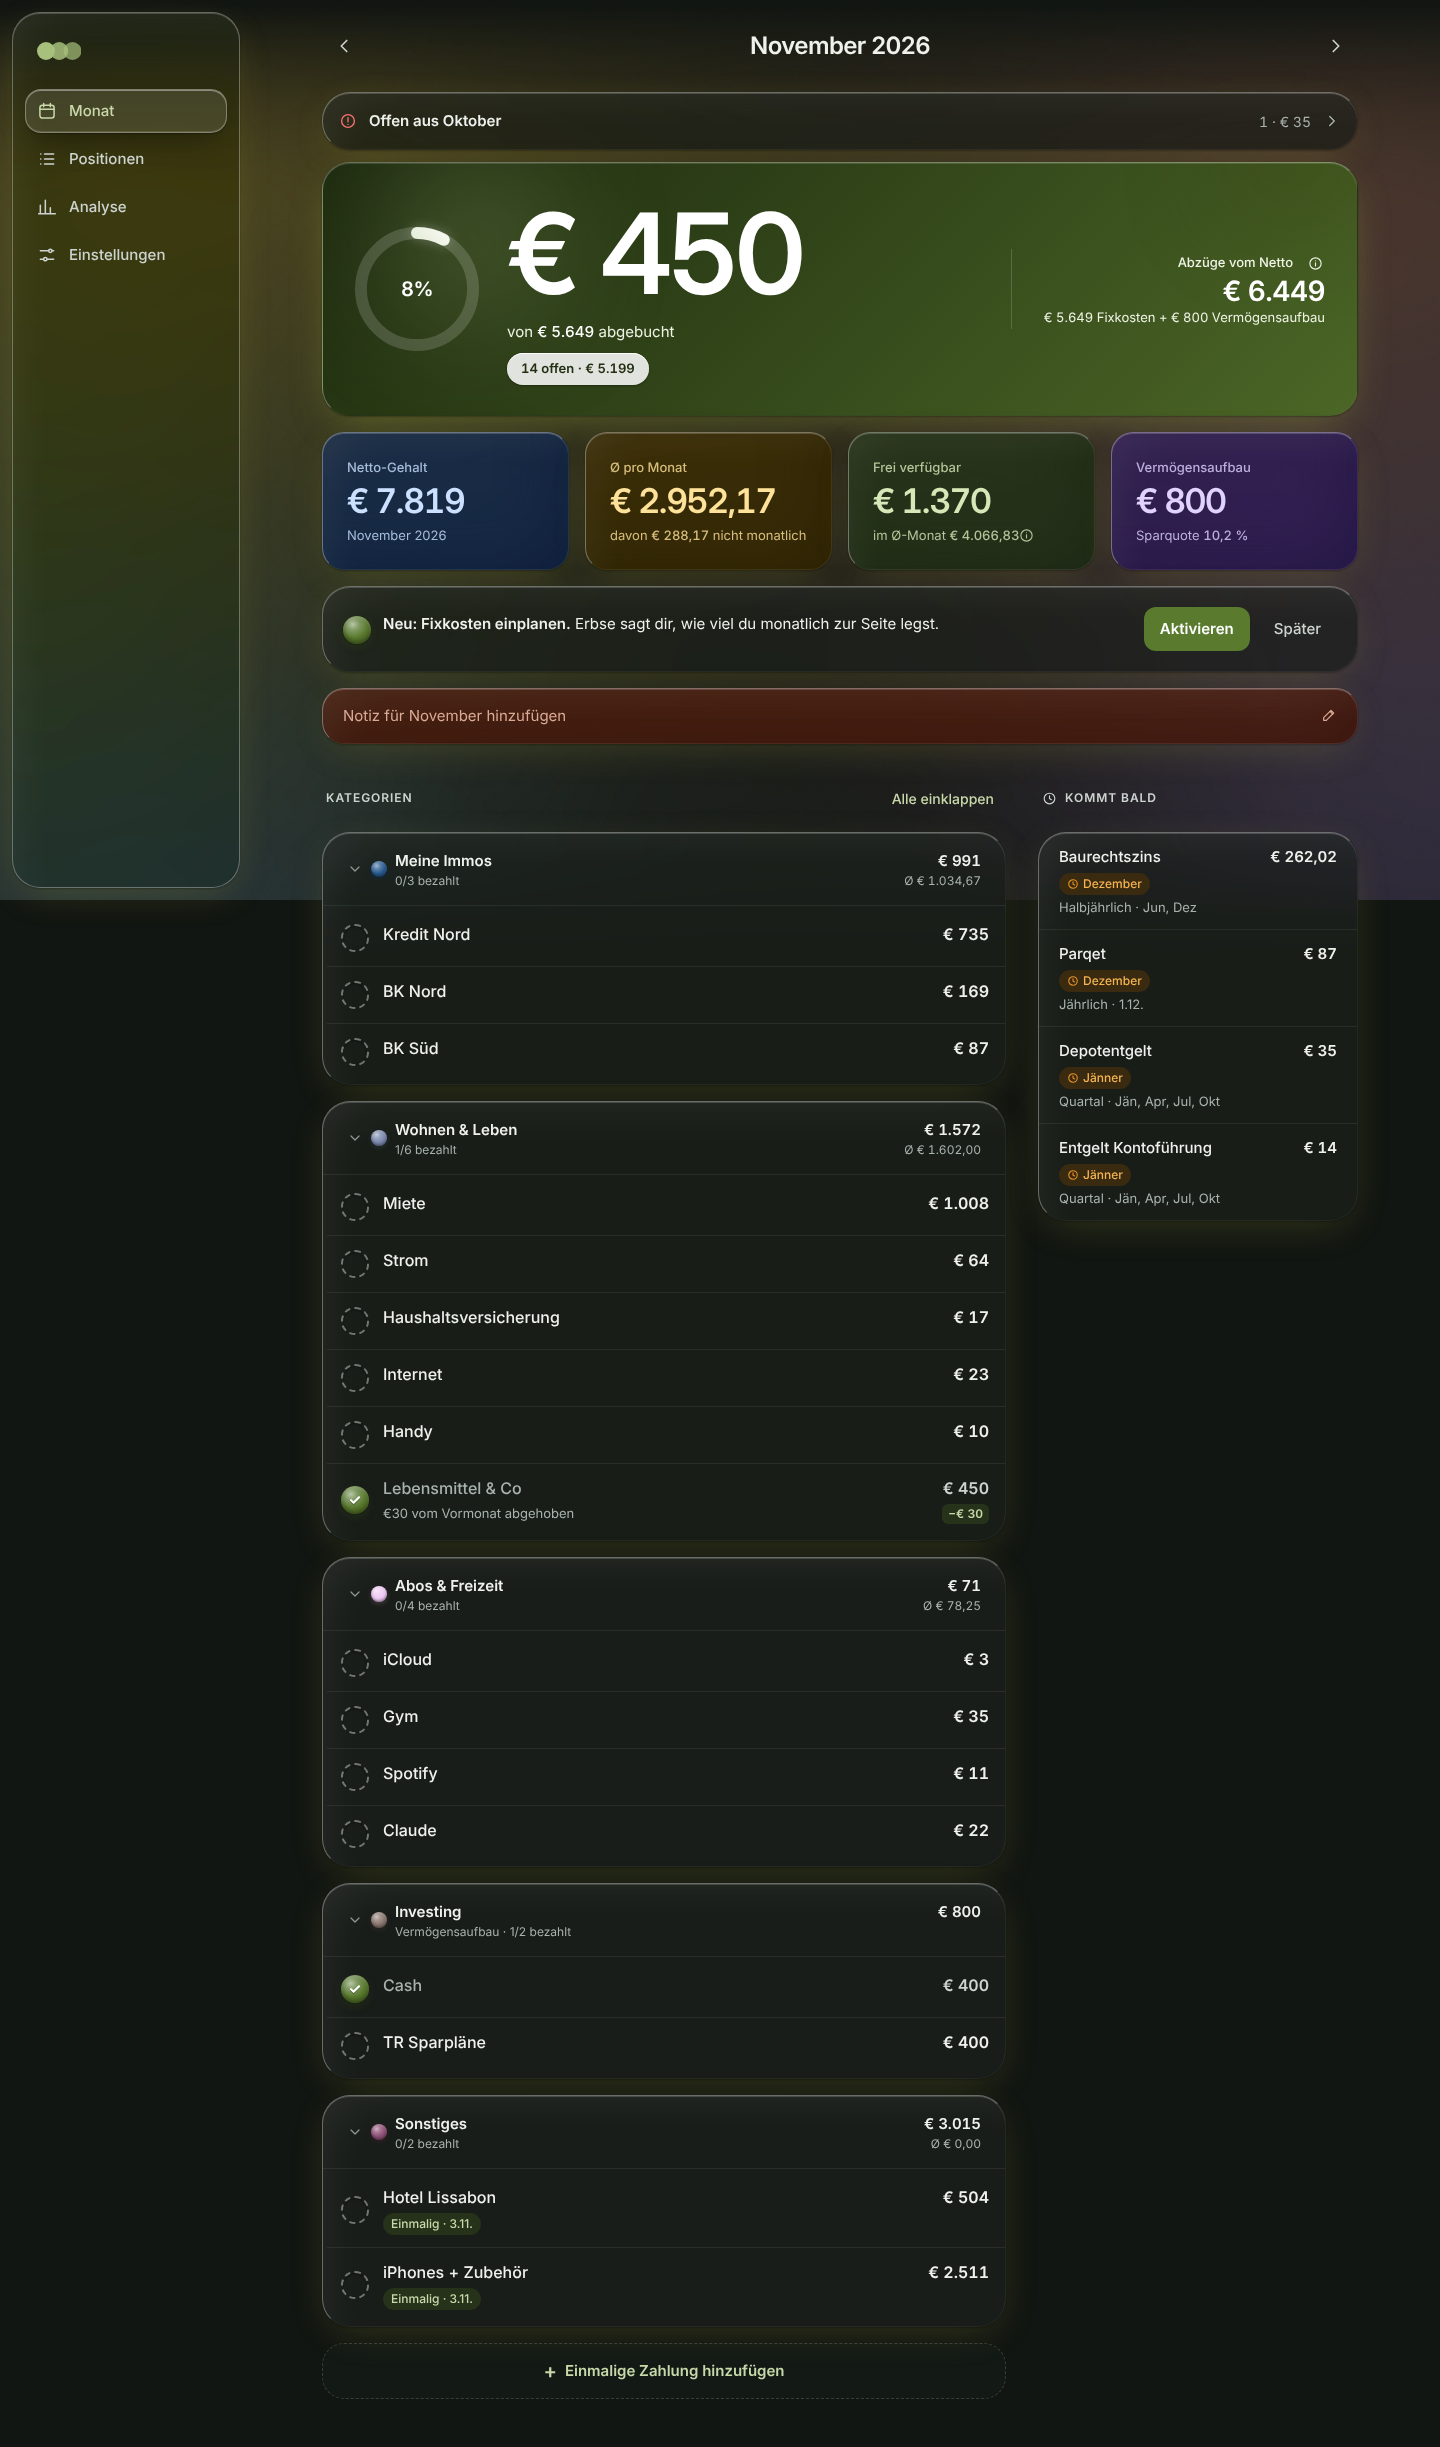 Monat
Positionen
Analyse
Einstellungen
November 2026
Offen aus Oktober
1 · € 35
8%
€ 450
von € 5.649 abgebucht
14 offen · € 5.199
Abzüge vom Netto
€ 6.449
€ 5.649 Fixkosten + € 800 Vermögensaufbau
Netto-Gehalt
€ 7.819
November 2026
Ø pro Monat
€ 2.952,17
davon € 288,17 nicht monatlich
Frei verfügbar
€ 1.370
im Ø-Monat € 4.066,83
Vermögensaufbau
€ 800
Sparquote 10,2 %
Neu: Fixkosten einplanen. Erbse sagt dir, wie viel du monatlich zur Seite legst.
Aktivieren
Später
Notiz für November hinzufügen
KATEGORIEN
Alle einklappen
Meine Immos
€ 991
0/3 bezahlt
Ø € 1.034,67
Kredit Nord
€ 735
BK Nord
€ 169
BK Süd
€ 87
Wohnen & Leben
€ 1.572
1/6 bezahlt
Ø € 1.602,00
Miete
€ 1.008
Strom
€ 64
Haushaltsversicherung
€ 17
Internet
€ 23
Handy
€ 10
Lebensmittel & Co
€ 450
€30 vom Vormonat abgehoben
−€ 30
Abos & Freizeit
€ 71
0/4 bezahlt
Ø € 78,25
iCloud
€ 3
Gym
€ 35
Spotify
€ 11
Claude
€ 22
Investing
€ 800
Vermögensaufbau · 1/2 bezahlt
Cash
€ 400
TR Sparpläne
€ 400
Sonstiges
€ 3.015
0/2 bezahlt
Ø € 0,00
Hotel Lissabon
€ 504
Einmalig · 3.11.
iPhones + Zubehör
€ 2.511
Einmalig · 3.11.
+ Einmalige Zahlung hinzufügen
KOMMT BALD
Baurechtszins
€ 262,02
Dezember
Halbjährlich · Jun, Dez
Parqet
€ 87
Dezember
Jährlich · 1.12.
Depotentgelt
€ 35
Jänner
Quartal · Jän, Apr, Jul, Okt
Entgelt Kontoführung
€ 14
Jänner
Quartal · Jän, Apr, Jul, Okt